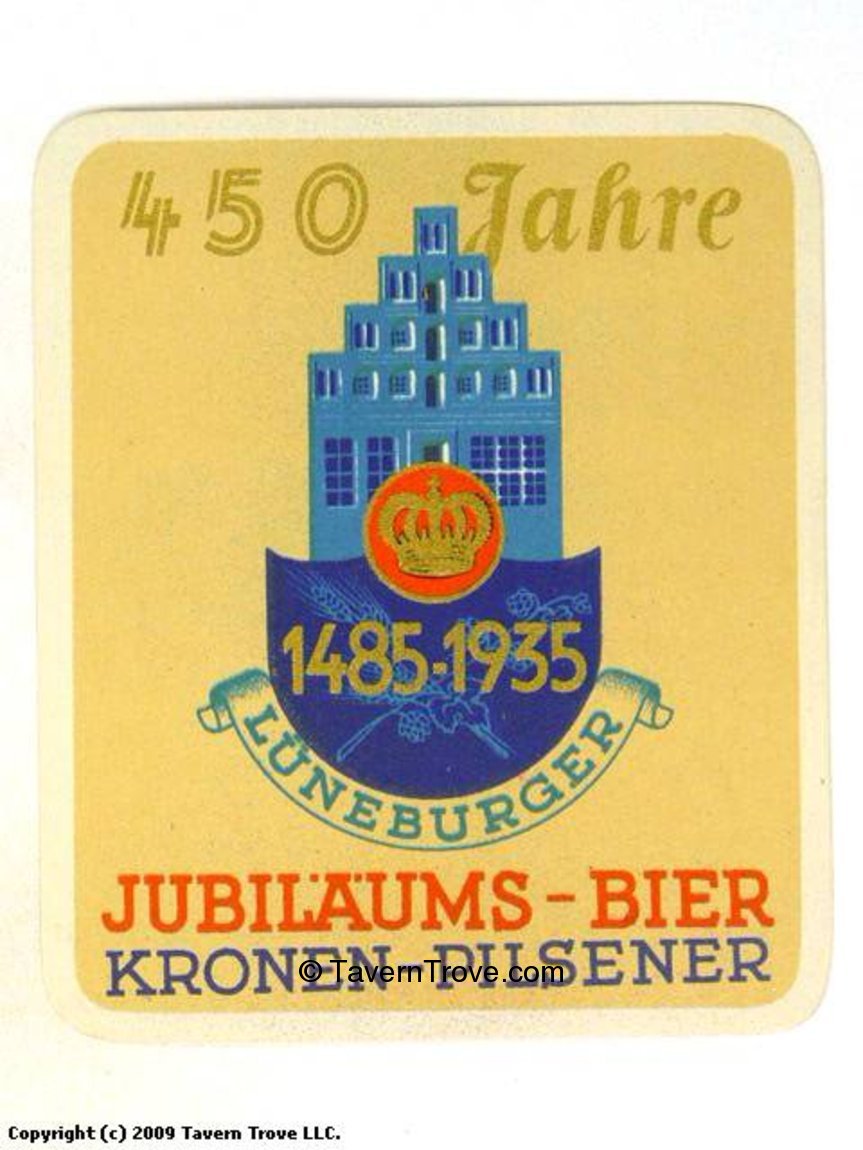 450 Jahre
1485-1935
LÜNEBURGER
JUBILÄUMS-BIER
KRONEN-PILSENER
© TavernTrove.com
Copyright (c) 2009 Tavern Trove LLC.